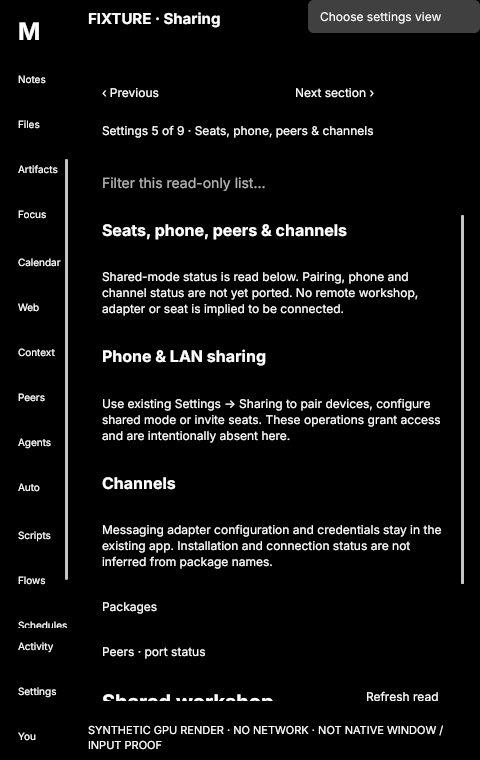 M
FIXTURE · Sharing
Choose settings view
Notes
Files
Artifacts
Focus
Calendar
Web
Context
Peers
Agents
Auto
Scripts
Flows
Schedules
Activity
Settings
You
‹ Previous
Next section ›
Settings 5 of 9 · Seats, phone, peers & channels
Filter this read-only list...
Seats, phone, peers & channels
Shared-mode status is read below. Pairing, phone and
channel status are not yet ported. No remote workshop,
adapter or seat is implied to be connected.
Phone & LAN sharing
Use existing Settings → Sharing to pair devices, configure
shared mode or invite seats. These operations grant access
and are intentionally absent here.
Channels
Messaging adapter configuration and credentials stay in the
existing app. Installation and connection status are not
inferred from package names.
Packages
Peers · port status
Shared workshop
Refresh read
SYNTHETIC GPU RENDER · NO NETWORK · NOT NATIVE WINDOW /
INPUT PROOF